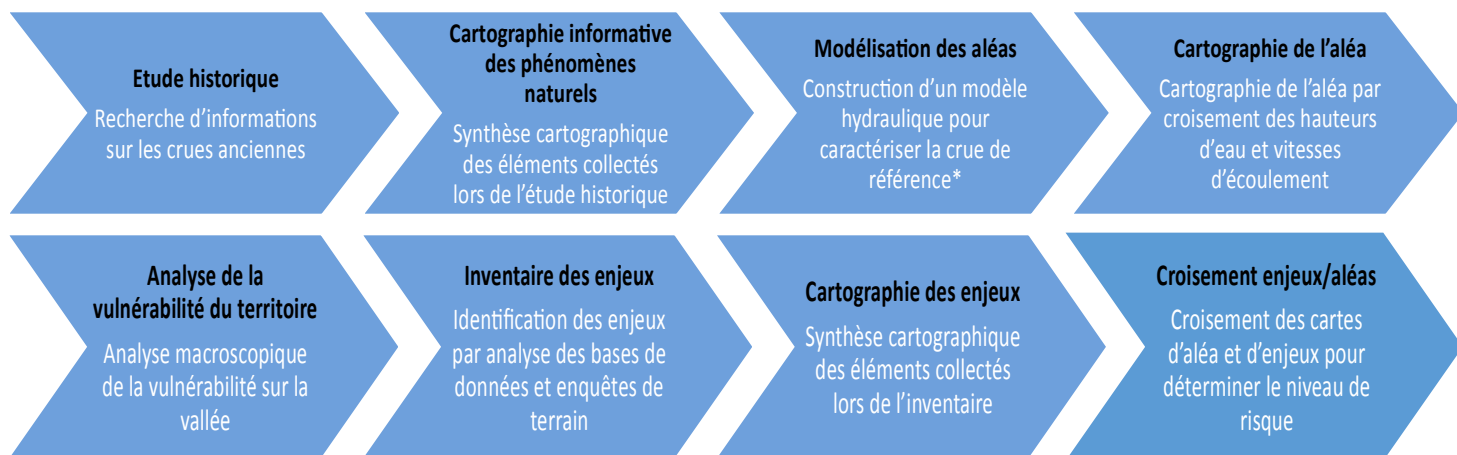 Etude historique
Recherche d'informations
sur les crues anciennes
Cartographie informative
des phénomènes
naturels
Synthèse cartographique
des éléments collectés
lors de l'étude historique
Modélisation des aléas
Construction d'un modèle
hydraulique pour
caractériser la crue de
référence*
Cartographie de l'aléa
Cartographie de l'aléa par
croisement des hauteurs
d'eau et vitesses
d'écoulement
Analyse de la
vulnérabilité du territoire
Analyse macroscopique
de la vulnérabilité sur la
vallée
Inventaire des enjeux
Identification des enjeux
par analyse des bases de
données et enquêtes de
terrain
Cartographie des enjeux
Synthèse cartographique
des éléments collectés
lors de l'inventaire
Croisement enjeux/aléas
Croisement des cartes
d'aléa et d'enjeux pour
déterminer le niveau de
risque